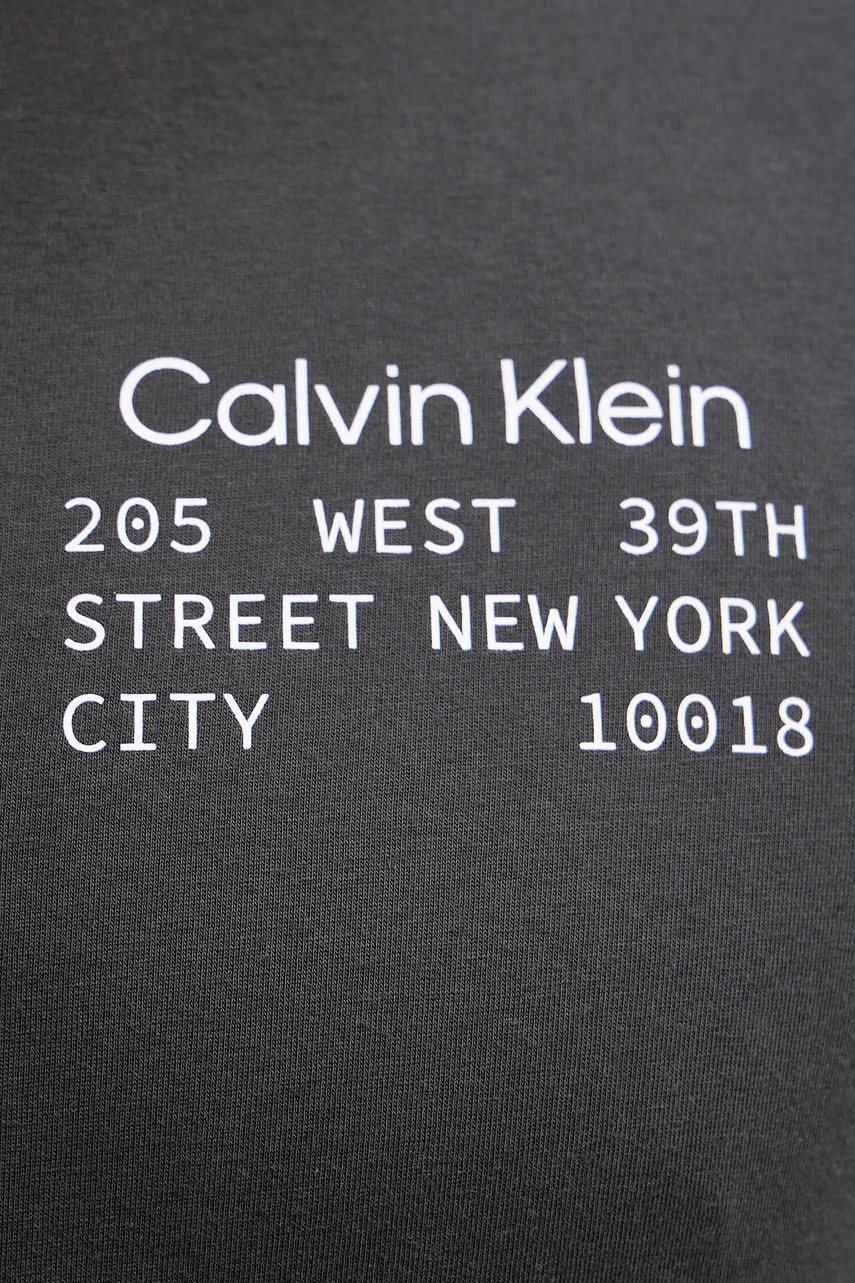 Calvin Klein
205 WEST 39TH
STREET NEW YORK
CITY 10018